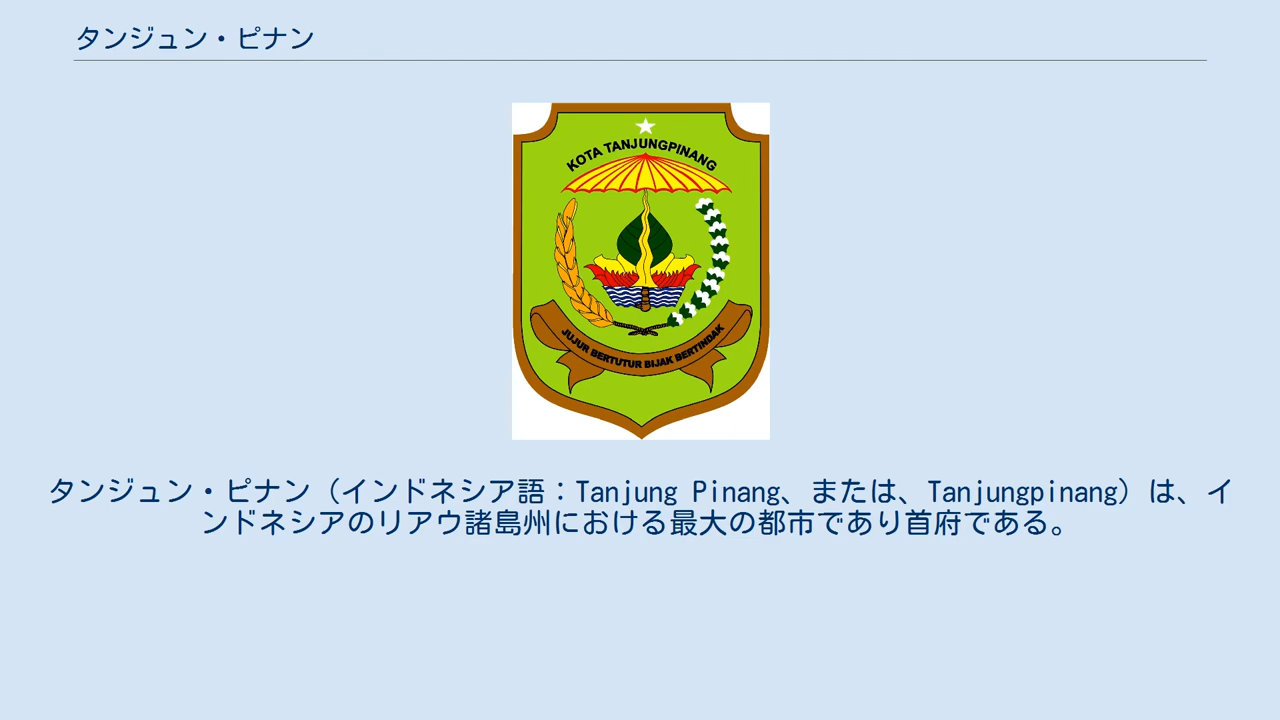 タンジュン・ピナン
KOTA TANJUNGPINANG
JUJUR BERTUTUR BIJAK BERTINDAK
タンジュン・ピナン（インドネシア語：Tanjung Pinang、または、Tanjungpinang）は、イ
ンドネシアのリアウ諸島州における最大の都市であり首府である。